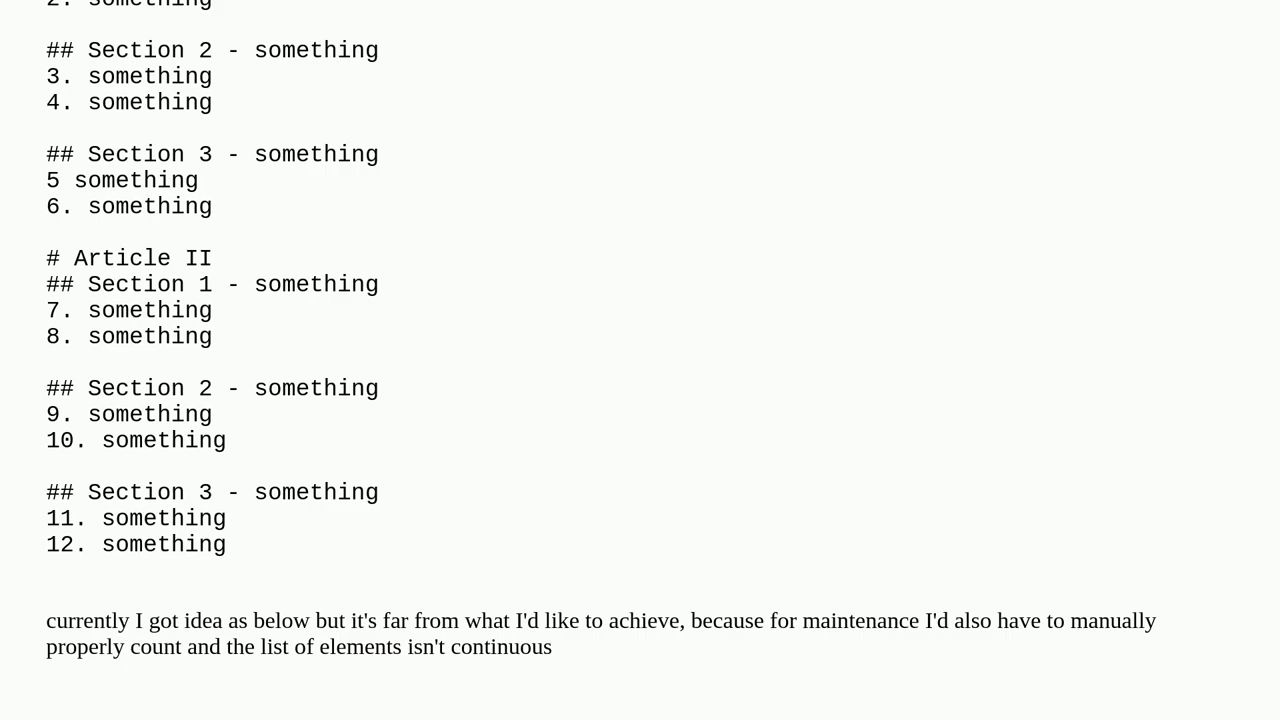 2. something
## Section 2 - something
3. something
4. something
## Section 3 - something
5 something
6. something
# Article II
## Section 1 - something
7. something
8. something
## Section 2 - something
9. something
10. something
## Section 3 - something
11. something
12. something
currently I got idea as below but it's far from what I'd like to achieve, because for maintenance I'd also have to manually
properly count and the list of elements isn't continuous